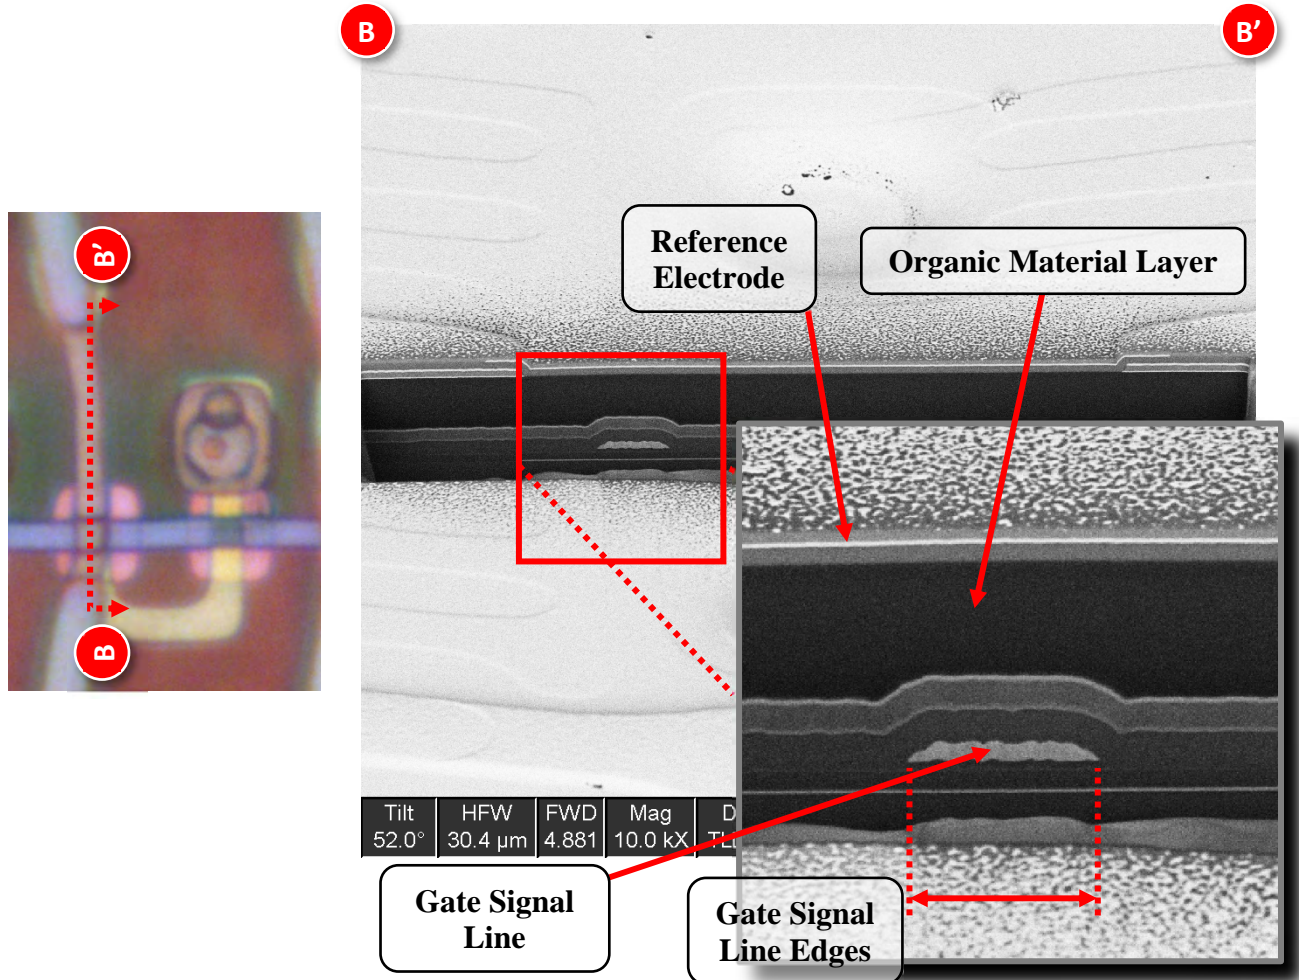 B
B'
B'
B
Reference
Electrode
Organic Material Layer
Tilt
HFW
FWD
Mag
52.0°
30.4 µm
4.881
10.0 kX
Gate Signal
Line
Gate Signal
Line Edges